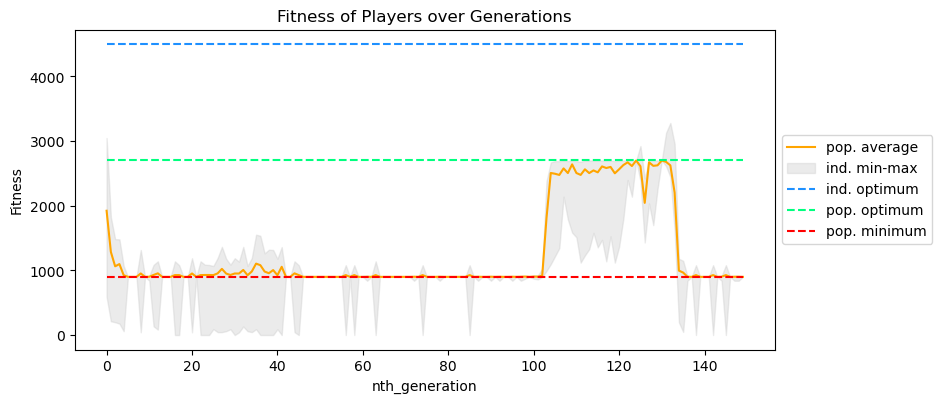 Fitness of Players over Generations
Fitness
4000
3000
2000
1000
0
0 20 40 60 80 100 120 140
nth_generation
pop. average
ind. min-max
ind. optimum
pop. optimum
pop. minimum